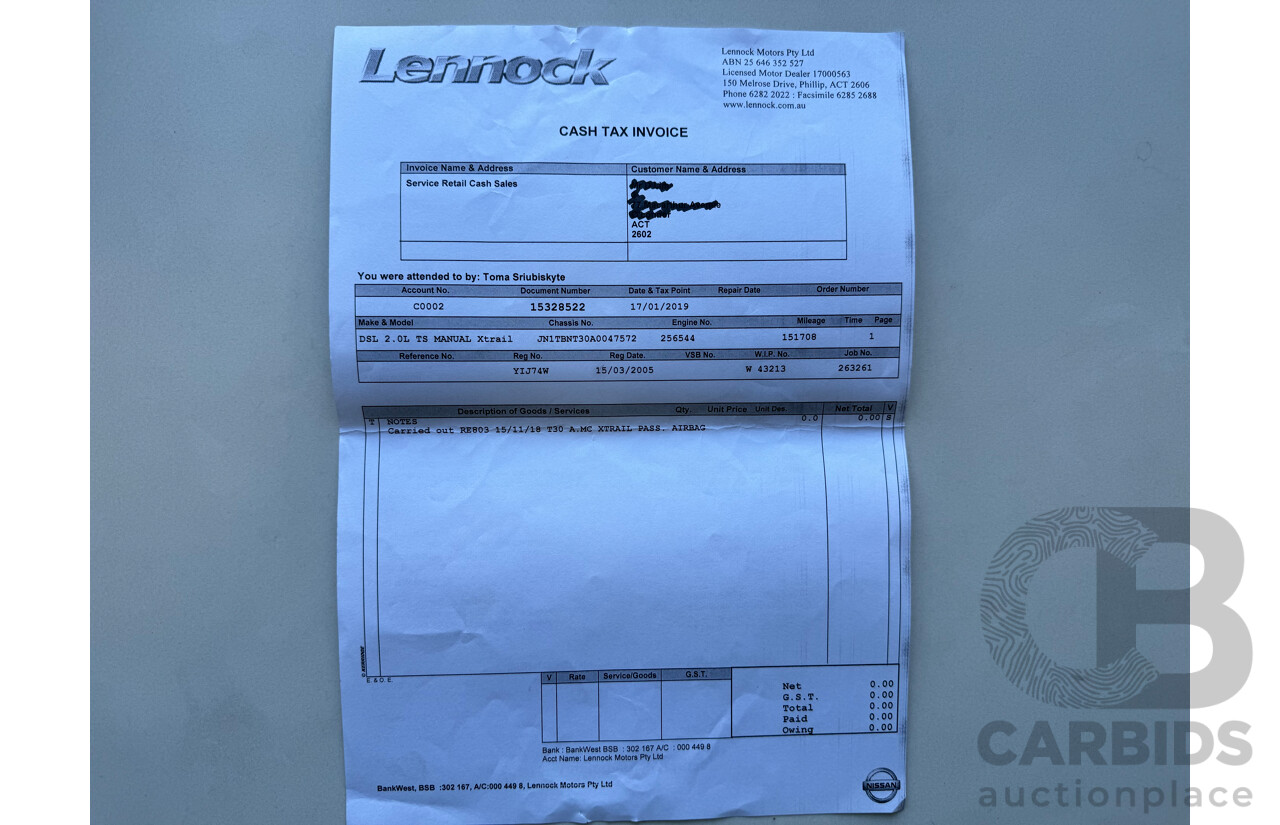 Lennock
Lennock Motors Pty Ltd
ABN 25 646 352 527
Licensed Motor Dealer 17000563
150 Melrose Drive, Phillip, ACT 2606
Phone 6282 2022 : Facsimile 6285 2688
www.lennock.com.au
CASH TAX INVOICE
Invoice Name & Address Customer Name & Address
Service Retail Cash Sales
ACT
2602
You were attended to by: Toma Sriubiskyte
Account No. Document Number Date & Tax Point Repair Date Order Number
C0002 15328522 17/01/2019
Make & Model Chassis No. Engine No. Mileage Time Page
DSL 2.0L TS MANUAL Xtrail JN1TBNT30A0047572 256544 151708 1
Reference No. Reg No. Reg Date. VSB No. W.I.P. No. Job No.
YIJ74W 15/03/2005 W 43213 263261
Description of Goods / Services Qty. Unit Price Unit Des. Net Total V
T NOTES 0.0 0.00 S
Carried out RE803 15/11/18 T30 A.MC XTRAIL PASS. AIRBAG
E. & O. E.
V Rate Service/Goods G.S.T.
Net 0.00
G.S.T. 0.00
Total 0.00
Paid 0.00
Owing 0.00
Bank : BankWest BSB : 302 167 A/C : 000 449 8
Acct Name: Lennock Motors Pty Ltd
BankWest, BSB :302 167, A/C:000 449 8, Lennock Motors Pty Ltd
NISSAN
CB
CARBIDS
auctionplace